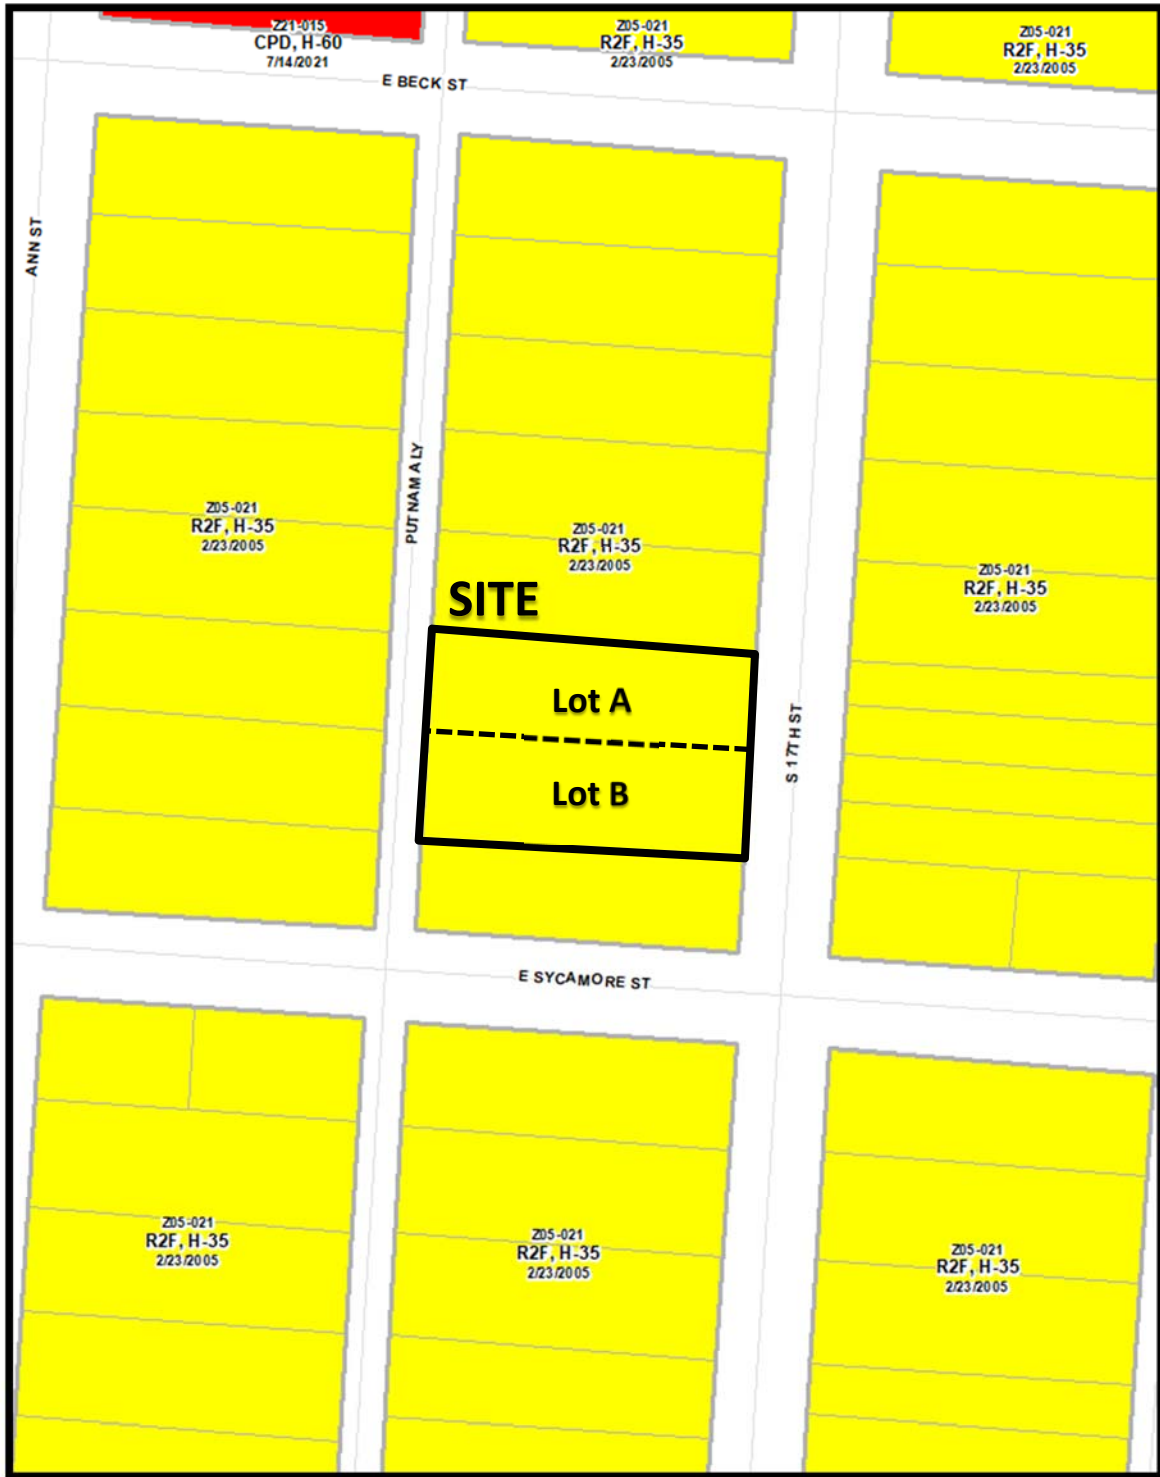 Z21-015
CPD, H-60
7/14/2021
Z05-021
R2F, H-35
2/23/2005
Z05-021
R2F, H-35
2/23/2005
E BECK ST
ANN ST
PUTNAM ALY
Z05-021
R2F, H-35
2/23/2005
Z05-021
R2F, H-35
2/23/2005
Z05-021
R2F, H-35
2/23/2005
SITE
Lot A
Lot B
S 17TH ST
E SYCAMORE ST
Z05-021
R2F, H-35
2/23/2005
Z05-021
R2F, H-35
2/23/2005
Z05-021
R2F, H-35
2/23/2005